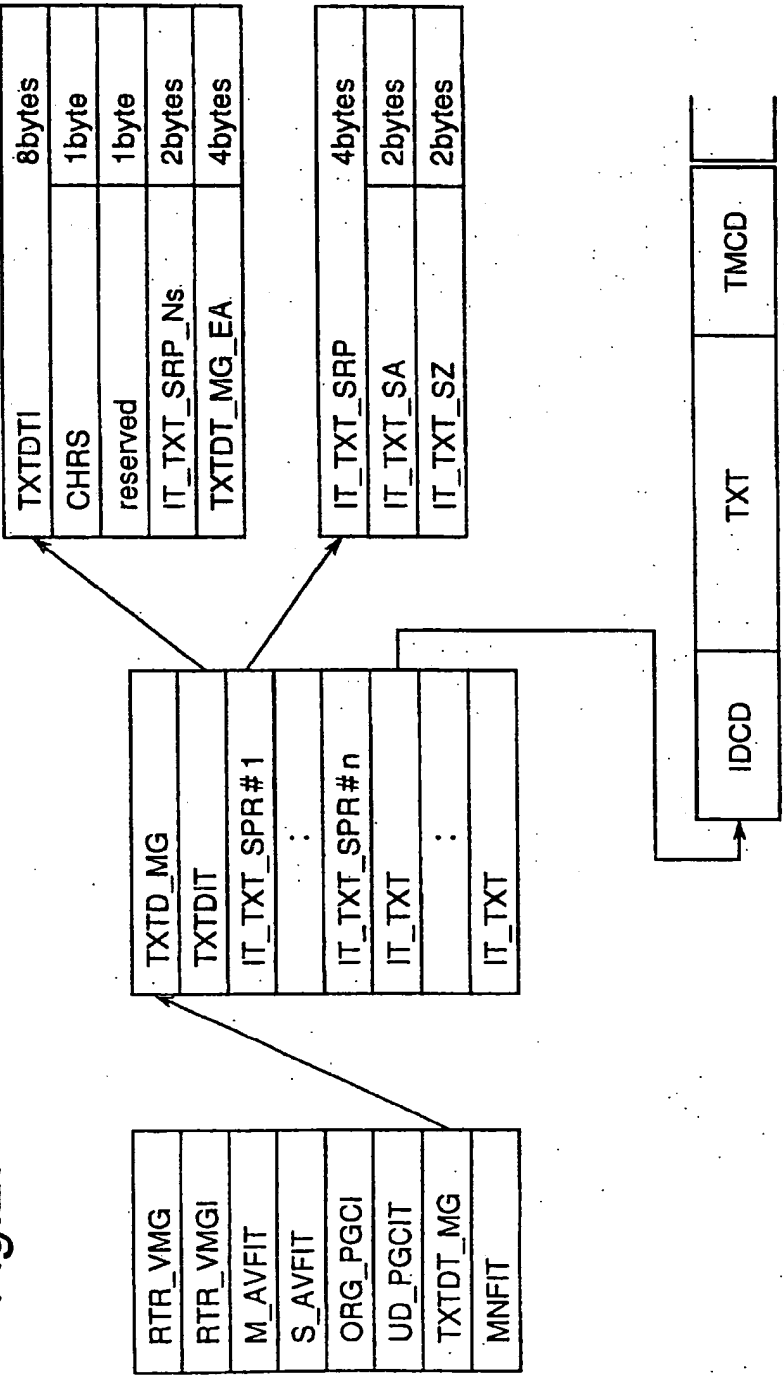 RTR_VMG
RTR_VMGI
M_AVFIT
S_AVFIT
ORG_PGCI
UD_PGCIT
TXTDT_MG
MNFIT
TXTD_MG
TXTDIT
IT_TXT_SPR#1
:
IT_TXT_SPR#n
IT_TXT
:
IT_TXT
TXTDTI 8bytes
CHRS 1byte
reserved 1byte
IT_TXT_SRP_Ns 2bytes
TXTDT_MG_EA 4bytes
IT_TXT_SRP 4bytes
IT_TXT_SA 2bytes
IT_TXT_SZ 2bytes
IDCD TXT TMCD